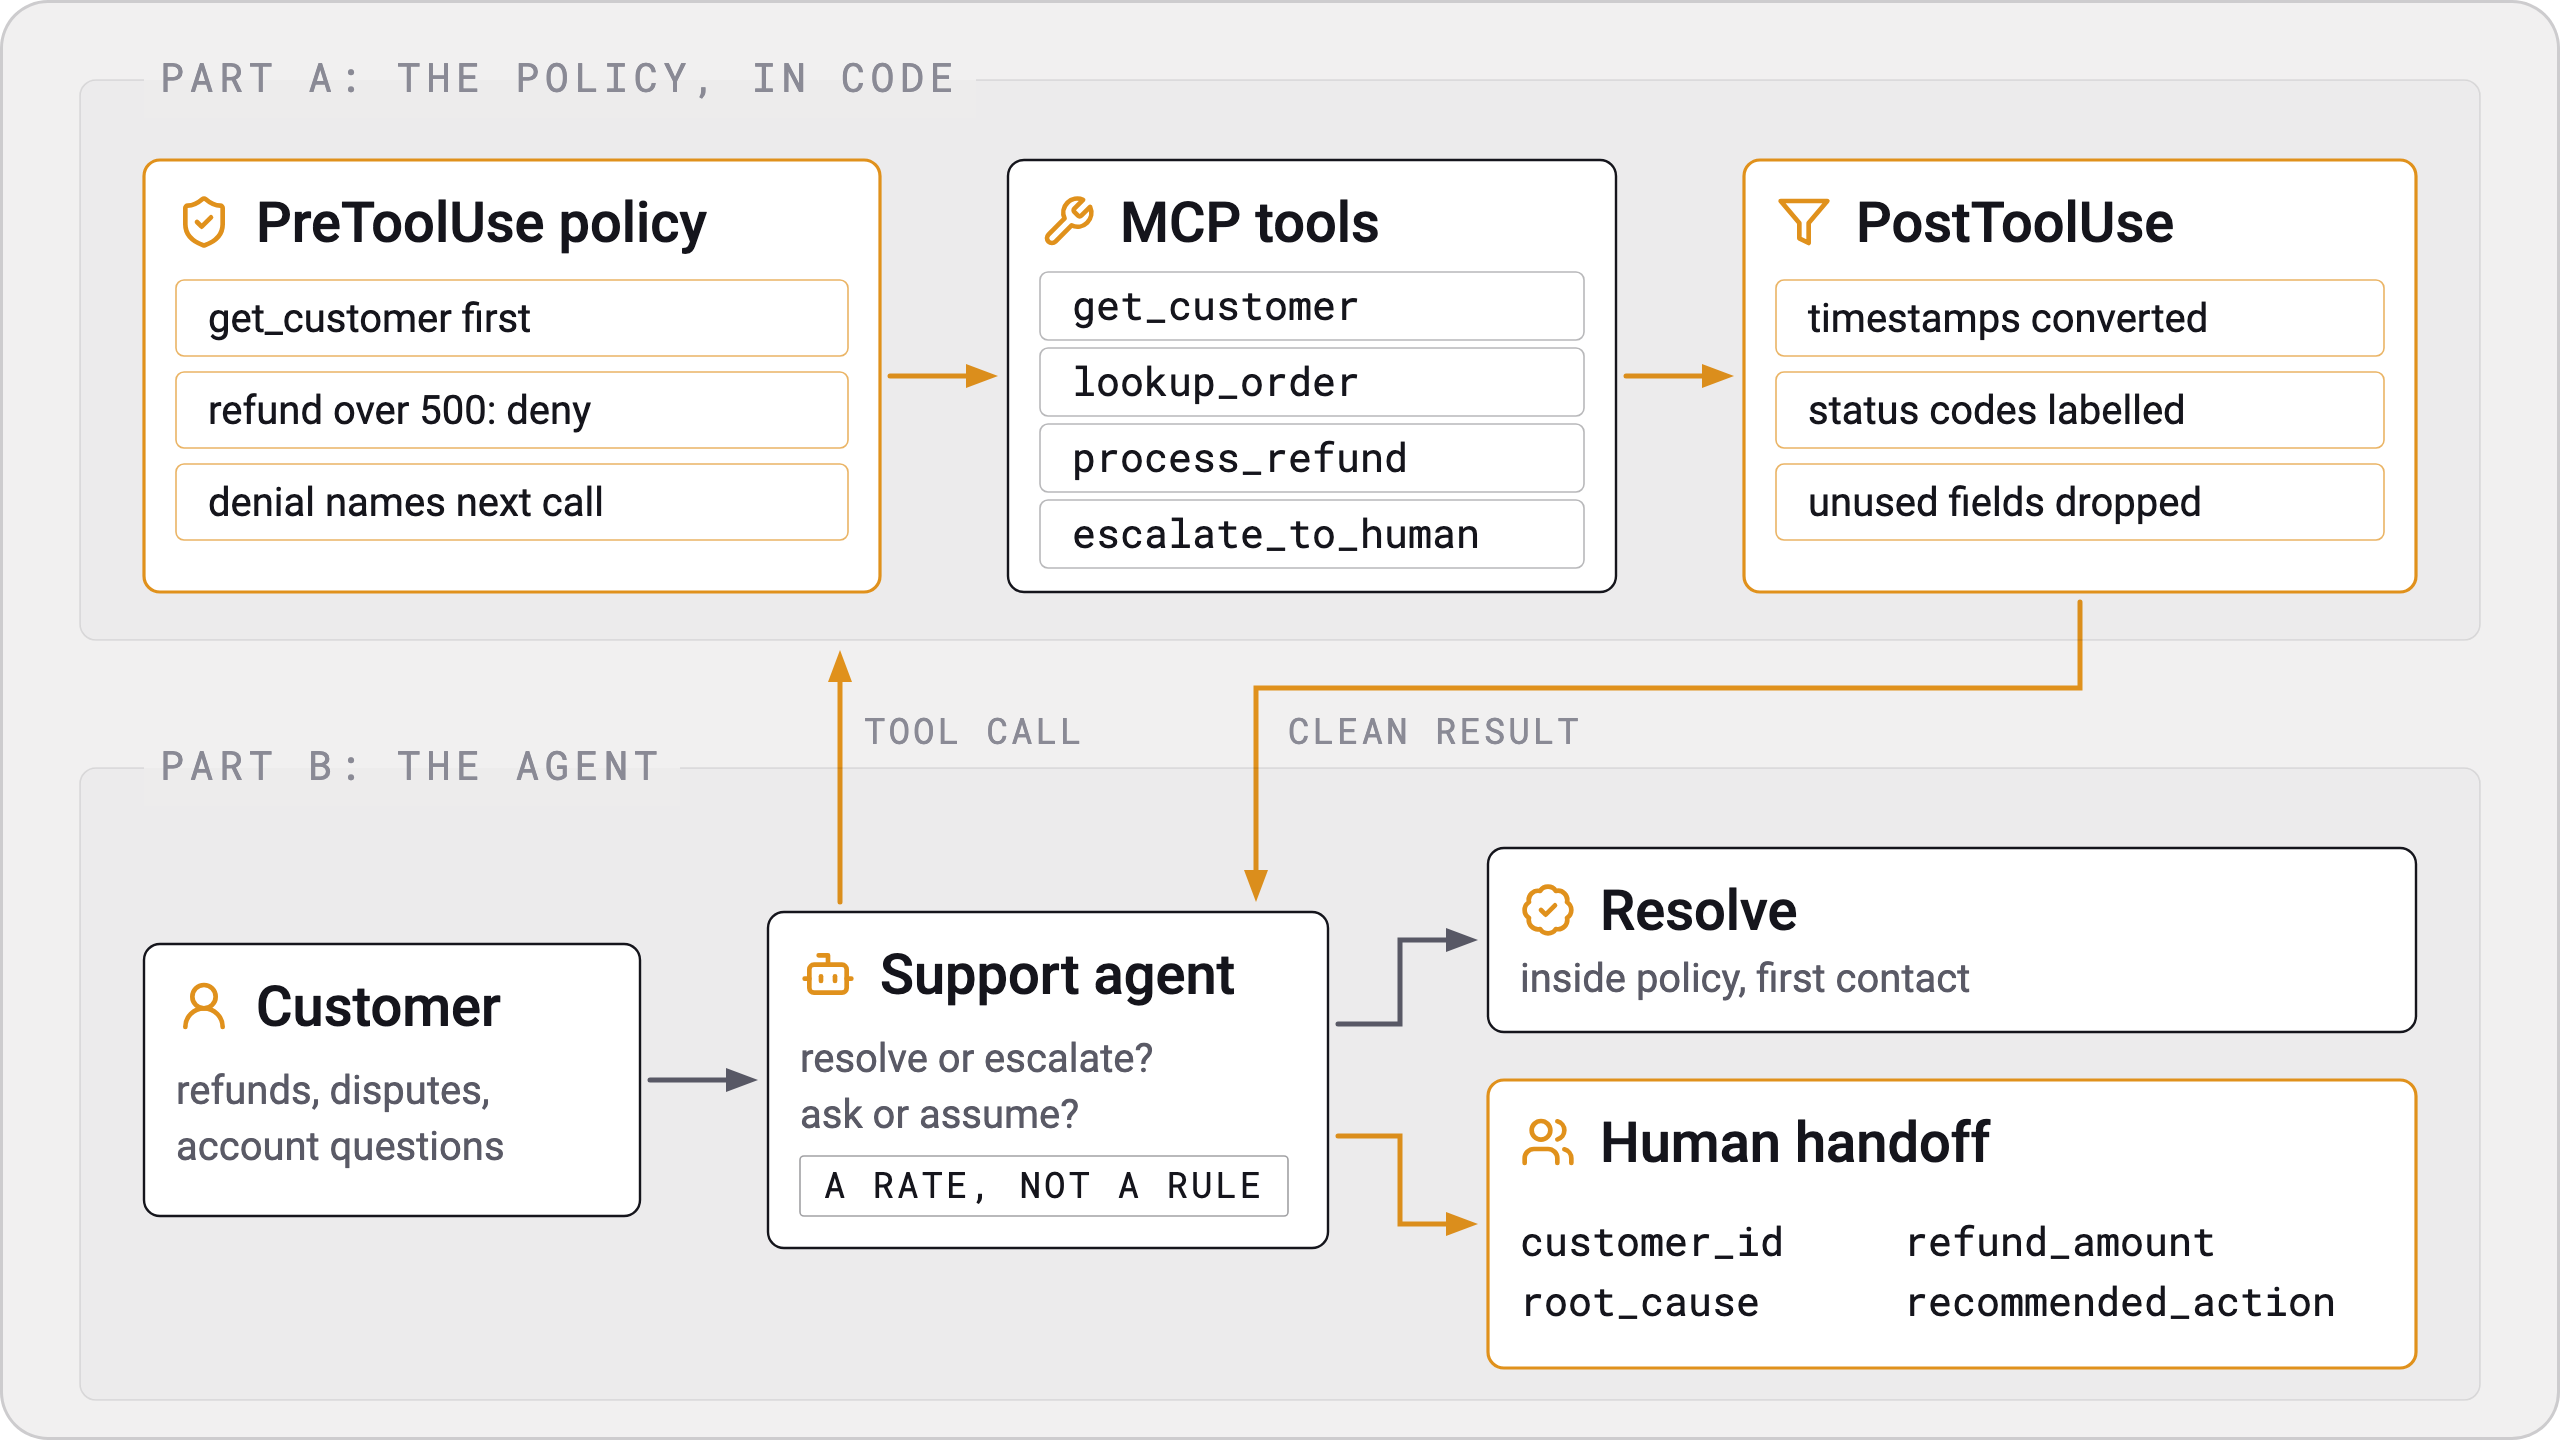 PART A: THE POLICY, IN CODE
PreToolUse policy
get_customer first
refund over 500: deny
denial names next call
MCP tools
get_customer
lookup_order
process_refund
escalate_to_human
PostToolUse
timestamps converted
status codes labelled
unused fields dropped
TOOL CALL
CLEAN RESULT
PART B: THE AGENT
Customer
refunds, disputes,
account questions
Support agent
resolve or escalate?
ask or assume?
A RATE, NOT A RULE
Resolve
inside policy, first contact
Human handoff
customer_id
refund_amount
root_cause
recommended_action